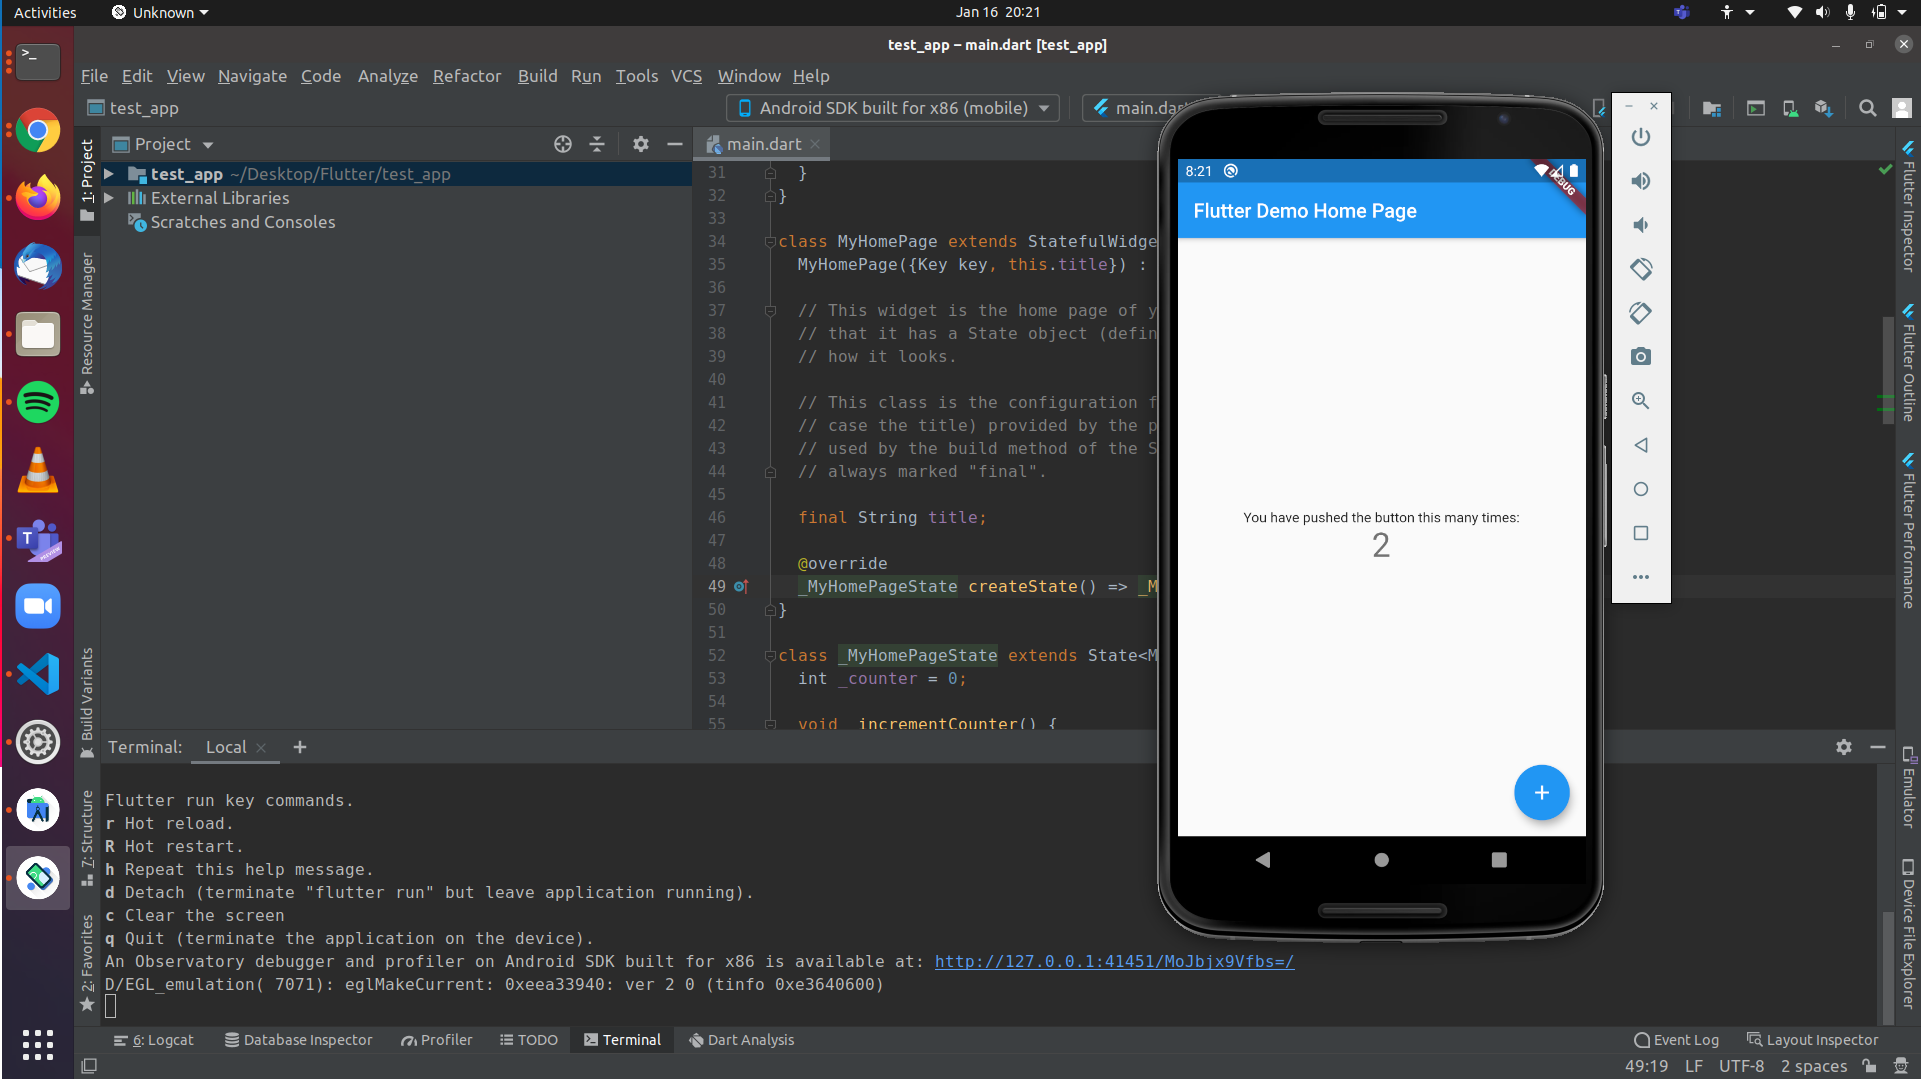 Activities
Unknown
Jan 16 20:21
test_app – main.dart [test_app]
File Edit View Navigate Code Analyze Refactor Build Run Tools VCS Window Help
test_app
Android SDK built for x86 (mobile)
main.dar
1: Project
Resource Manager
Build Variants
7: Structure
2: Favorites
Project
test_app ~/Desktop/Flutter/test_app
External Libraries
Scratches and Consoles
main.dart
31 }
32 }
33
34 class MyHomePage extends StatefulWidge
35 MyHomePage({Key key, this.title}) :
36
37 // This widget is the home page of y
38 // that it has a State object (defin
39 // how it looks.
40
41 // This class is the configuration f
42 // case the title) provided by the p
43 // used by the build method of the S
44 // always marked "final".
45
46 final String title;
47
48 @override
49 _MyHomePageState createState() => _M
50 }
51
52 class _MyHomePageState extends State<M
53 int _counter = 0;
54
55 void _incrementCounter() {
8:21
DEBUG
Flutter Demo Home Page
You have pushed the button this many times:
2
+
Flutter Inspector
Flutter Outline
Flutter Performance
Emulator
Device File Explorer
Terminal: Local
Flutter run key commands.
r Hot reload.
R Hot restart.
h Repeat this help message.
d Detach (terminate "flutter run" but leave application running).
c Clear the screen
q Quit (terminate the application on the device).
An Observatory debugger and profiler on Android SDK built for x86 is available at: http://127.0.0.1:41451/MoJbjx9Vfbs=/
D/EGL_emulation( 7071): eglMakeCurrent: 0xeea33940: ver 2 0 (tinfo 0xe3640600)
6: Logcat
Database Inspector
Profiler
TODO
Terminal
Dart Analysis
Event Log
Layout Inspector
49:19 LF UTF-8 2 spaces